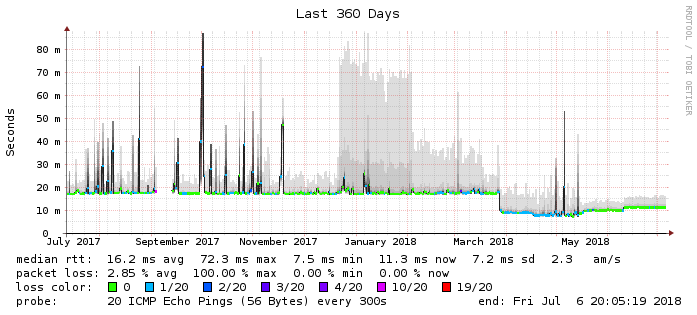 Last 360 Days
RRDTOOL / TOBI OETIKER
Seconds
80 m
70 m
60 m
50 m
40 m
30 m
20 m
10 m
0
July 2017 September 2017 November 2017 January 2018 March 2018 May 2018
median rtt: 16.2 ms avg 72.3 ms max 7.5 ms min 11.3 ms now 7.2 ms sd 2.3 am/s
packet loss: 2.85 % avg 100.00 % max 0.00 % min 0.00 % now
loss color: 0 1/20 2/20 3/20 4/20 10/20 19/20
probe: 20 ICMP Echo Pings (56 Bytes) every 300s end: Fri Jul 6 20:05:19 2018